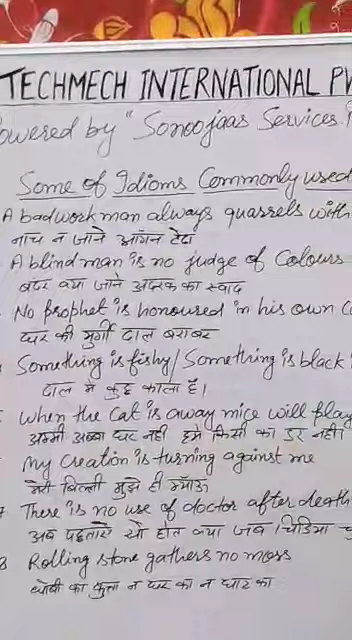 TECHMECH INTERNATIONAL PV
owered by "Sonoojaas Services P
Some of Idioms Commonly used
A badworkman always quarrels with
नाच न जाने आंगन टेढा
A blind man is no judge of Colours
बंदर क्या जाने अदरक का स्वाद
No prophet is honoured in his own C
घर की मुर्गी दाल बराबर
Something is fishy/Something is black i
दाल में कुछ काला है।
When the Cat is away mice will play
अम्मी अब्बा घर नहीं हमे किसी का डर नहीं।
My Creation is turning against me
मेरी बिल्ली मुझे ही म्याऊं
7 There is no use of doctor after death
अब पछताए क्या होत जब चिड़िया चु
8 Rolling stone gathers no moss
धोबी का कुत्ता न घर का न घाट का